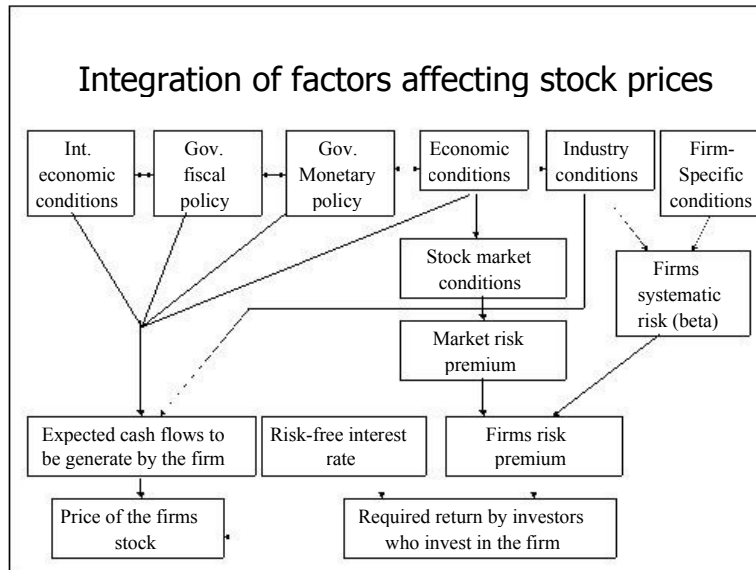 Integration of factors affecting stock prices
Int.
economic
conditions
Gov.
fiscal
policy
Gov.
Monetary
policy
Economic
conditions
Industry
conditions
Firm-
Specific
conditions
Stock market
conditions
Firms
systematic
risk (beta)
Market risk
premium
Expected cash flows to
be generate by the firm
Risk-free interest
rate
Firms risk
premium
Price of the firms
stock
Required return by investors
who invest in the firm